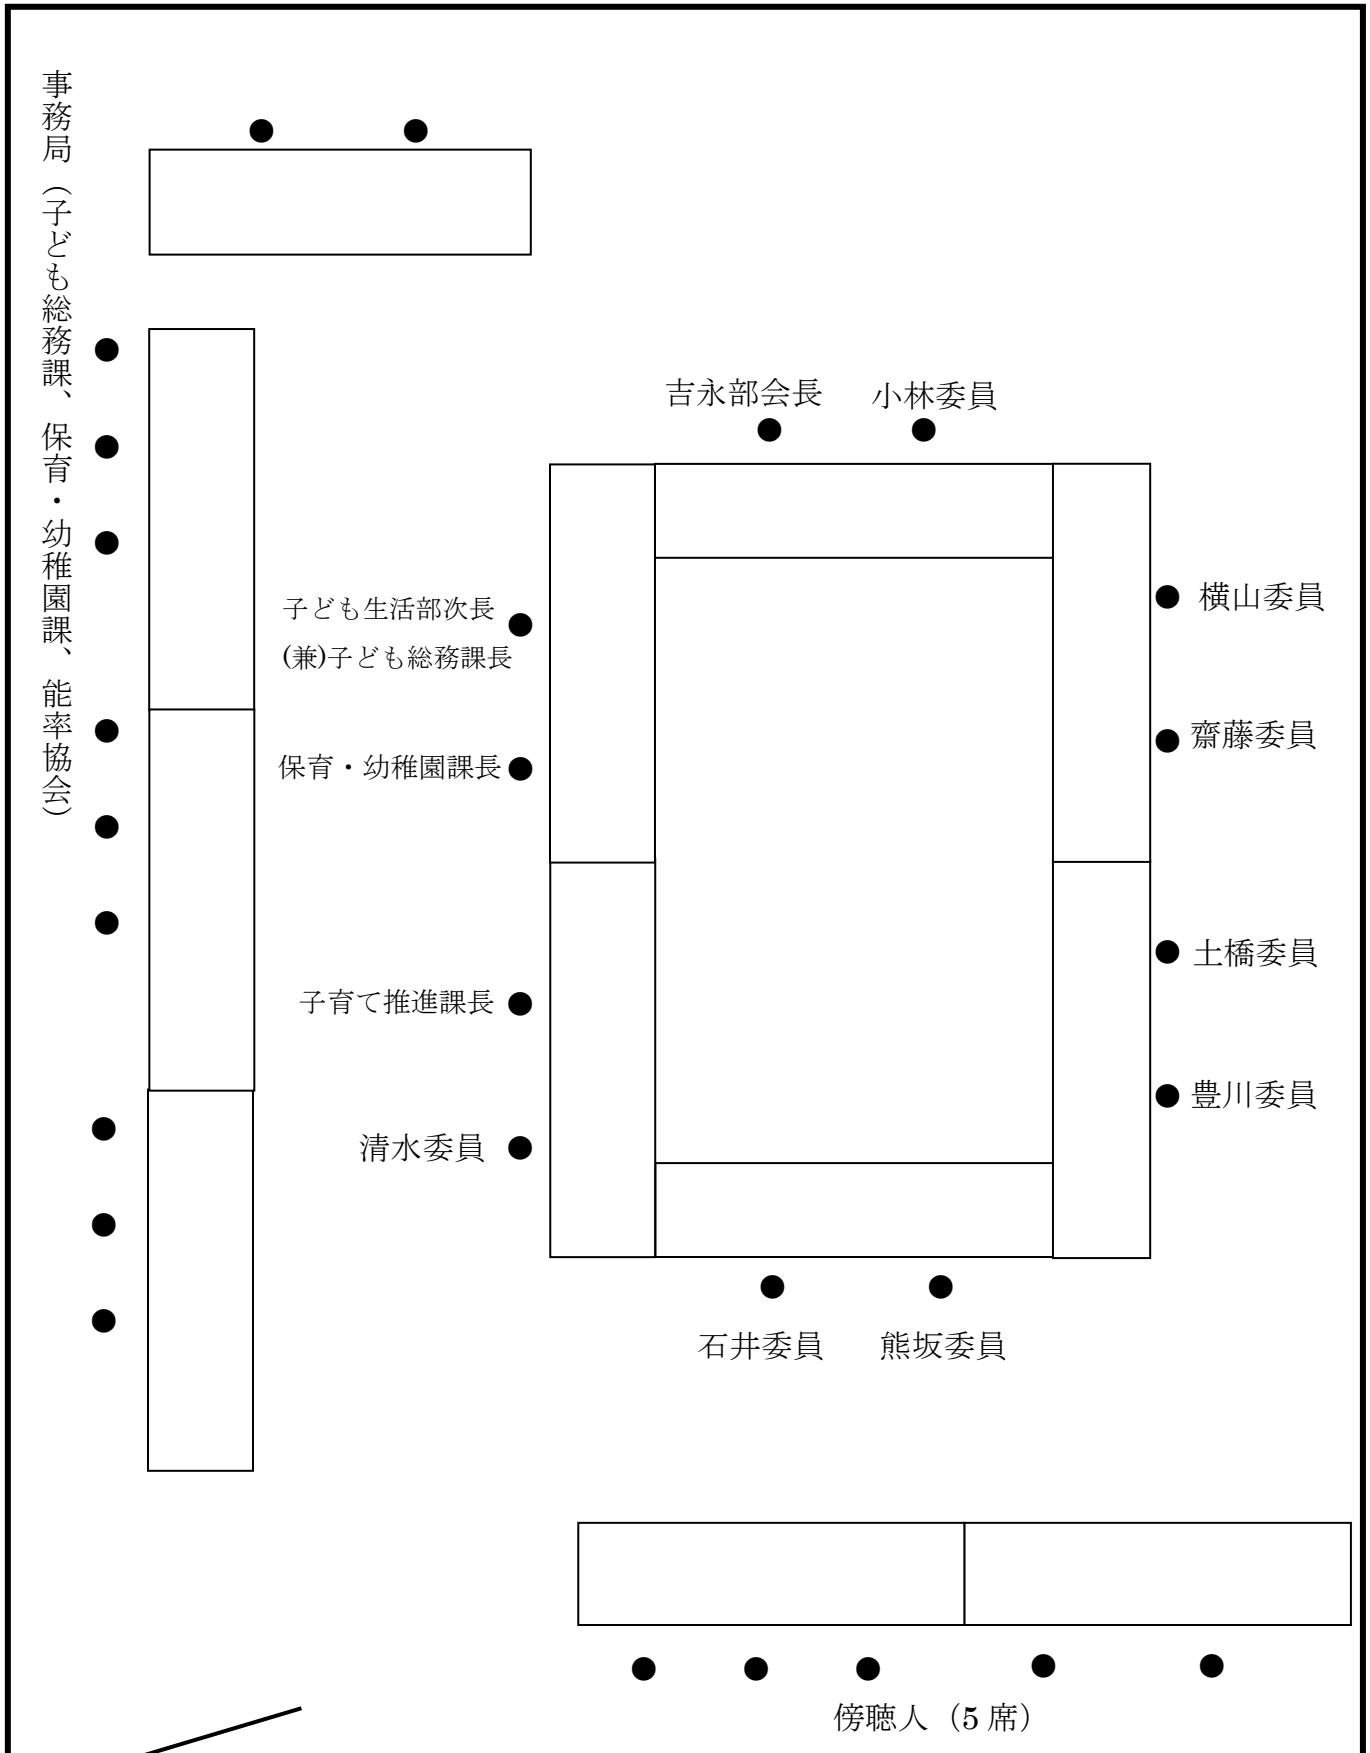 事務局（子ども総務課、保育・幼稚園課、能率協会）
吉永部会長
小林委員
子ども生活部次長
(兼)子ども総務課長
保育・幼稚園課長
子育て推進課長
清水委員
横山委員
齋藤委員
土橋委員
豊川委員
石井委員
熊坂委員
傍聴人（5 席）